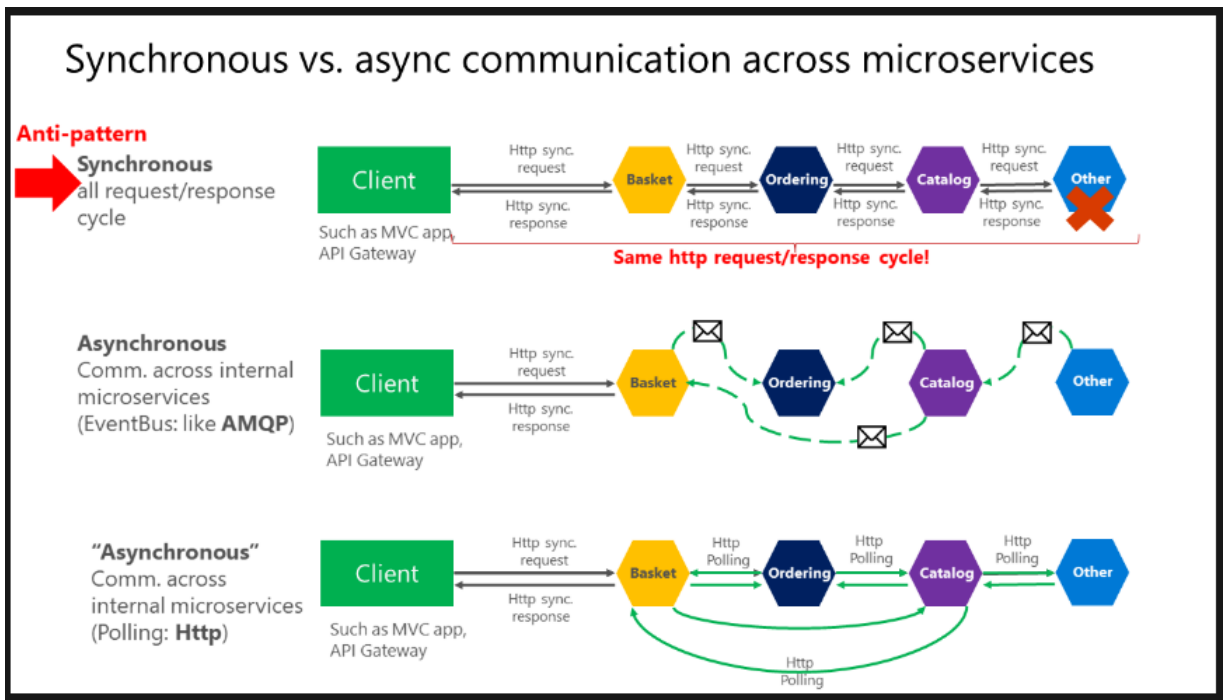 Synchronous vs. async communication across microservices
Anti-pattern
Synchronous
all request/response
cycle
Client
Such as MVC app,
API Gateway
Http sync.
request
Http sync.
response
Basket
Http sync.
request
Http sync.
response
Ordering
Http sync.
request
Http sync.
response
Catalog
Http sync.
request
Http sync.
response
Other
Same http request/response cycle!
Asynchronous
Comm. across internal
microservices
(EventBus: like AMQP)
Client
Such as MVC app,
API Gateway
Http sync.
request
Http sync.
response
Basket
Ordering
Catalog
Other
“Asynchronous”
Comm. across
internal microservices
(Polling: Http)
Client
Such as MVC app,
API Gateway
Http sync.
request
Http sync.
response
Basket
Http
Polling
Ordering
Http
Polling
Catalog
Http
Polling
Other
Http
Polling